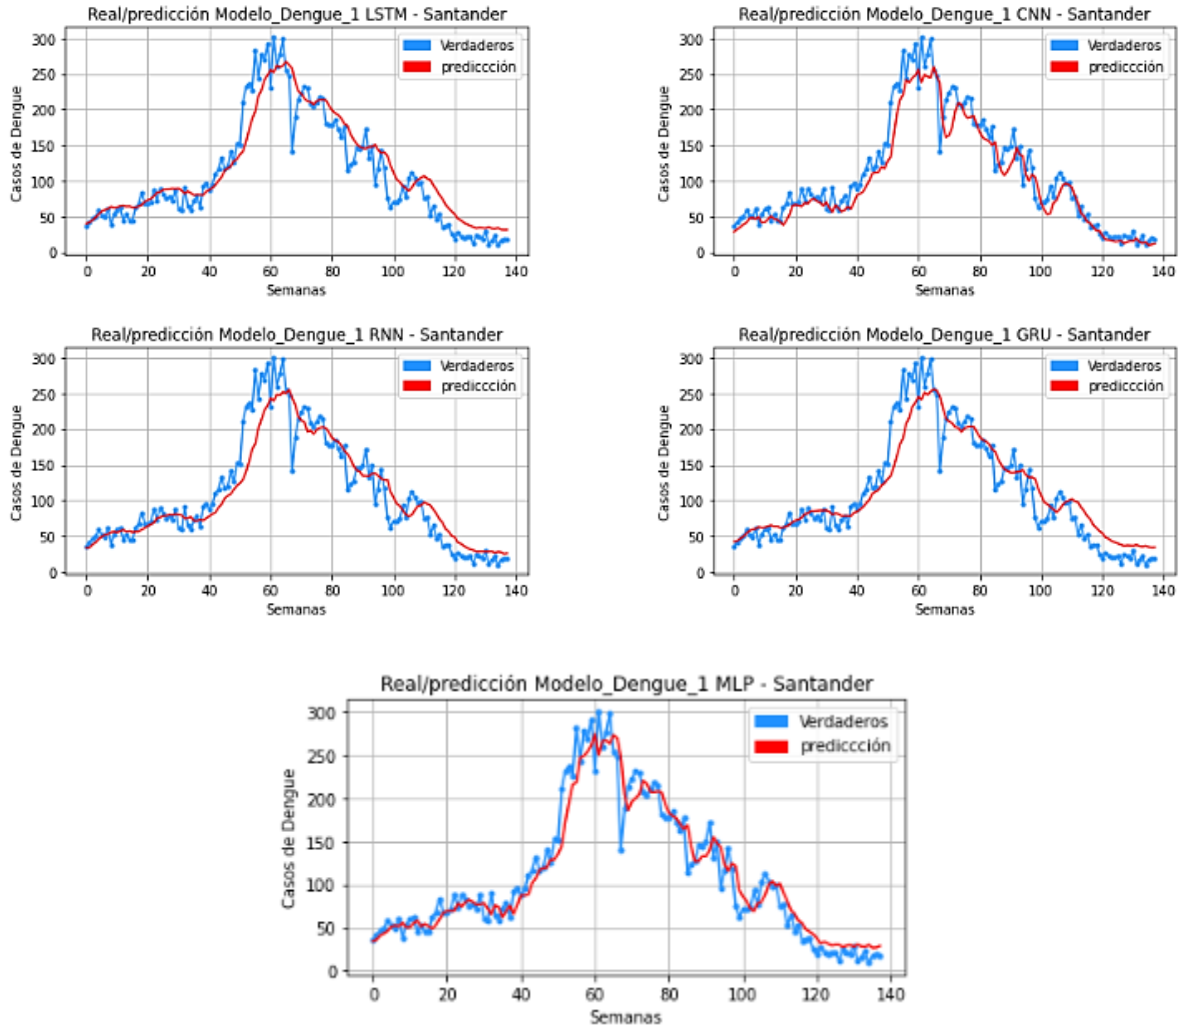 Real/predicción Modelo_Dengue_1 LSTM - Santander
Casos de Dengue
300
250
200
150
100
50
0
Verdaderos
prediccción
0 20 40 60 80 100 120 140
Semanas
Real/predicción Modelo_Dengue_1 CNN - Santander
Casos de Dengue
300
250
200
150
100
50
0
Verdaderos
prediccción
0 20 40 60 80 100 120 140
Semanas
Real/predicción Modelo_Dengue_1 RNN - Santander
Casos de Dengue
300
250
200
150
100
50
0
Verdaderos
prediccción
0 20 40 60 80 100 120 140
Semanas
Real/predicción Modelo_Dengue_1 GRU - Santander
Casos de Dengue
300
250
200
150
100
50
0
Verdaderos
prediccción
0 20 40 60 80 100 120 140
Semanas
Real/predicción Modelo_Dengue_1 MLP - Santander
Casos de Dengue
300
250
200
150
100
50
0
Verdaderos
prediccción
0 20 40 60 80 100 120 140
Semanas